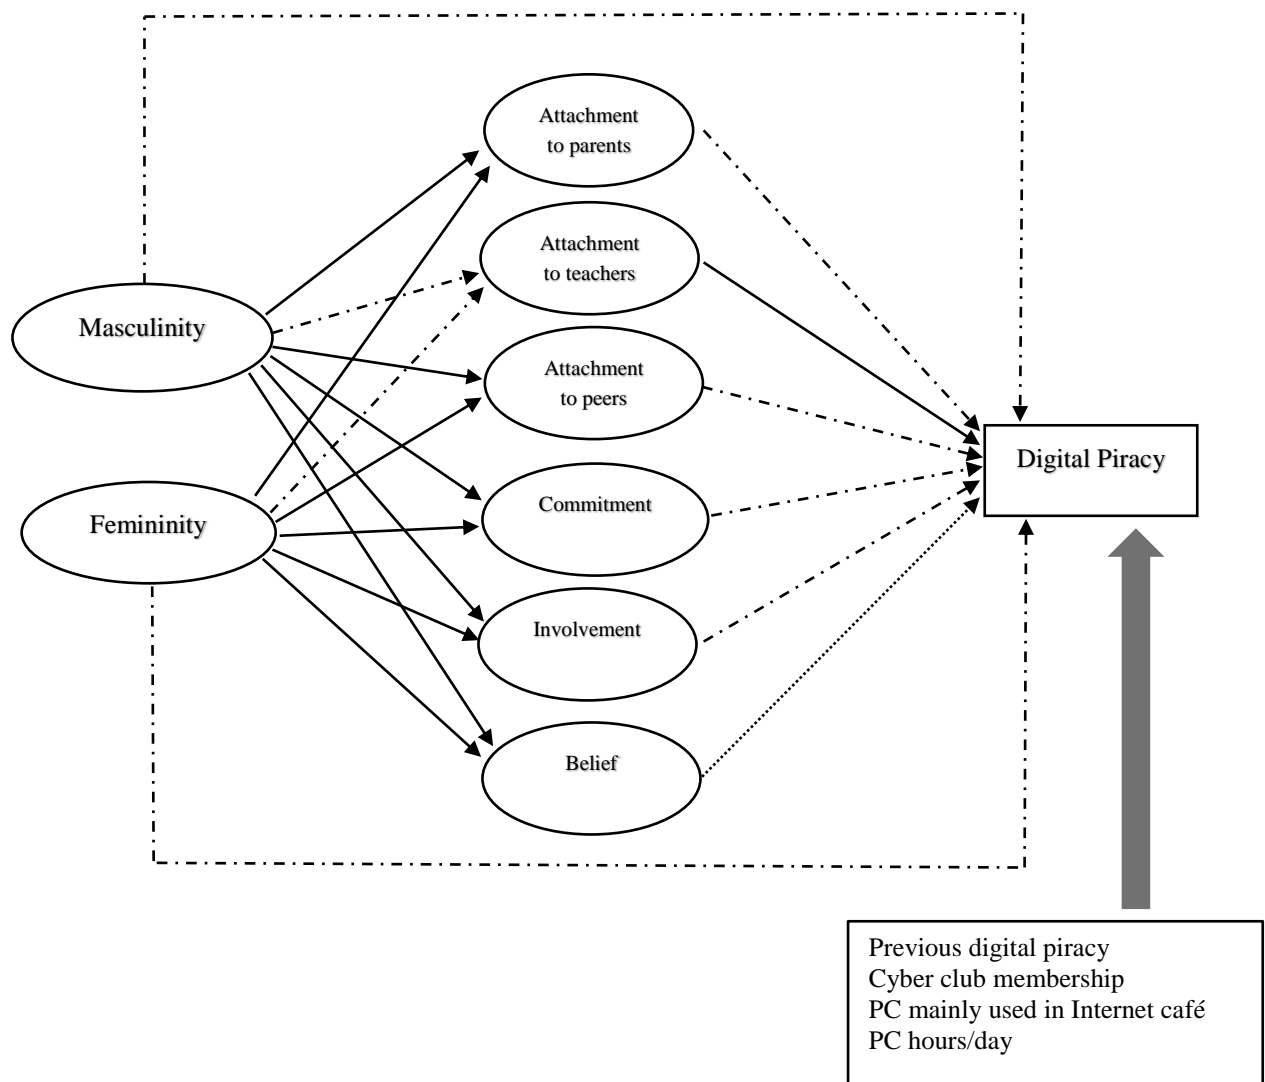 Attachment
to parents
Attachment
to teachers
Masculinity
Attachment
to peers
Digital Piracy
Commitment
Femininity
Involvement
Belief
Previous digital piracy
Cyber club membership
PC mainly used in Internet café
PC hours/day